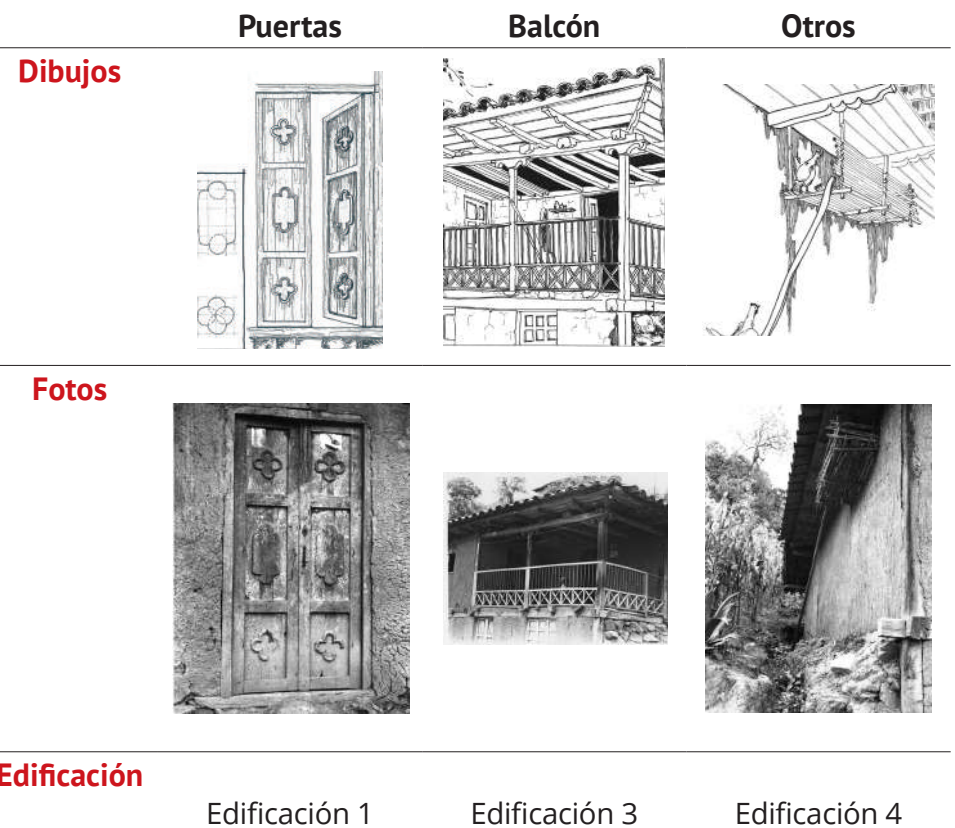 Puertas Balcón Otros
Dibujos
Fotos
Edificación
Edificación 1 Edificación 3 Edificación 4